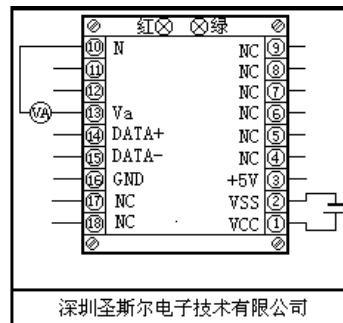 红 绿
⑩ N NC ⑨
⑪ NC ⑧
⑫ NC ⑦
VA ⑬ Va NC ⑥
⑭ DATA+ NC ⑤
⑮ DATA- NC ④
⑯ GND +5V ③
⑰ NC VSS ②
⑱ NC VCC ①
深圳圣斯尔电子技术有限公司